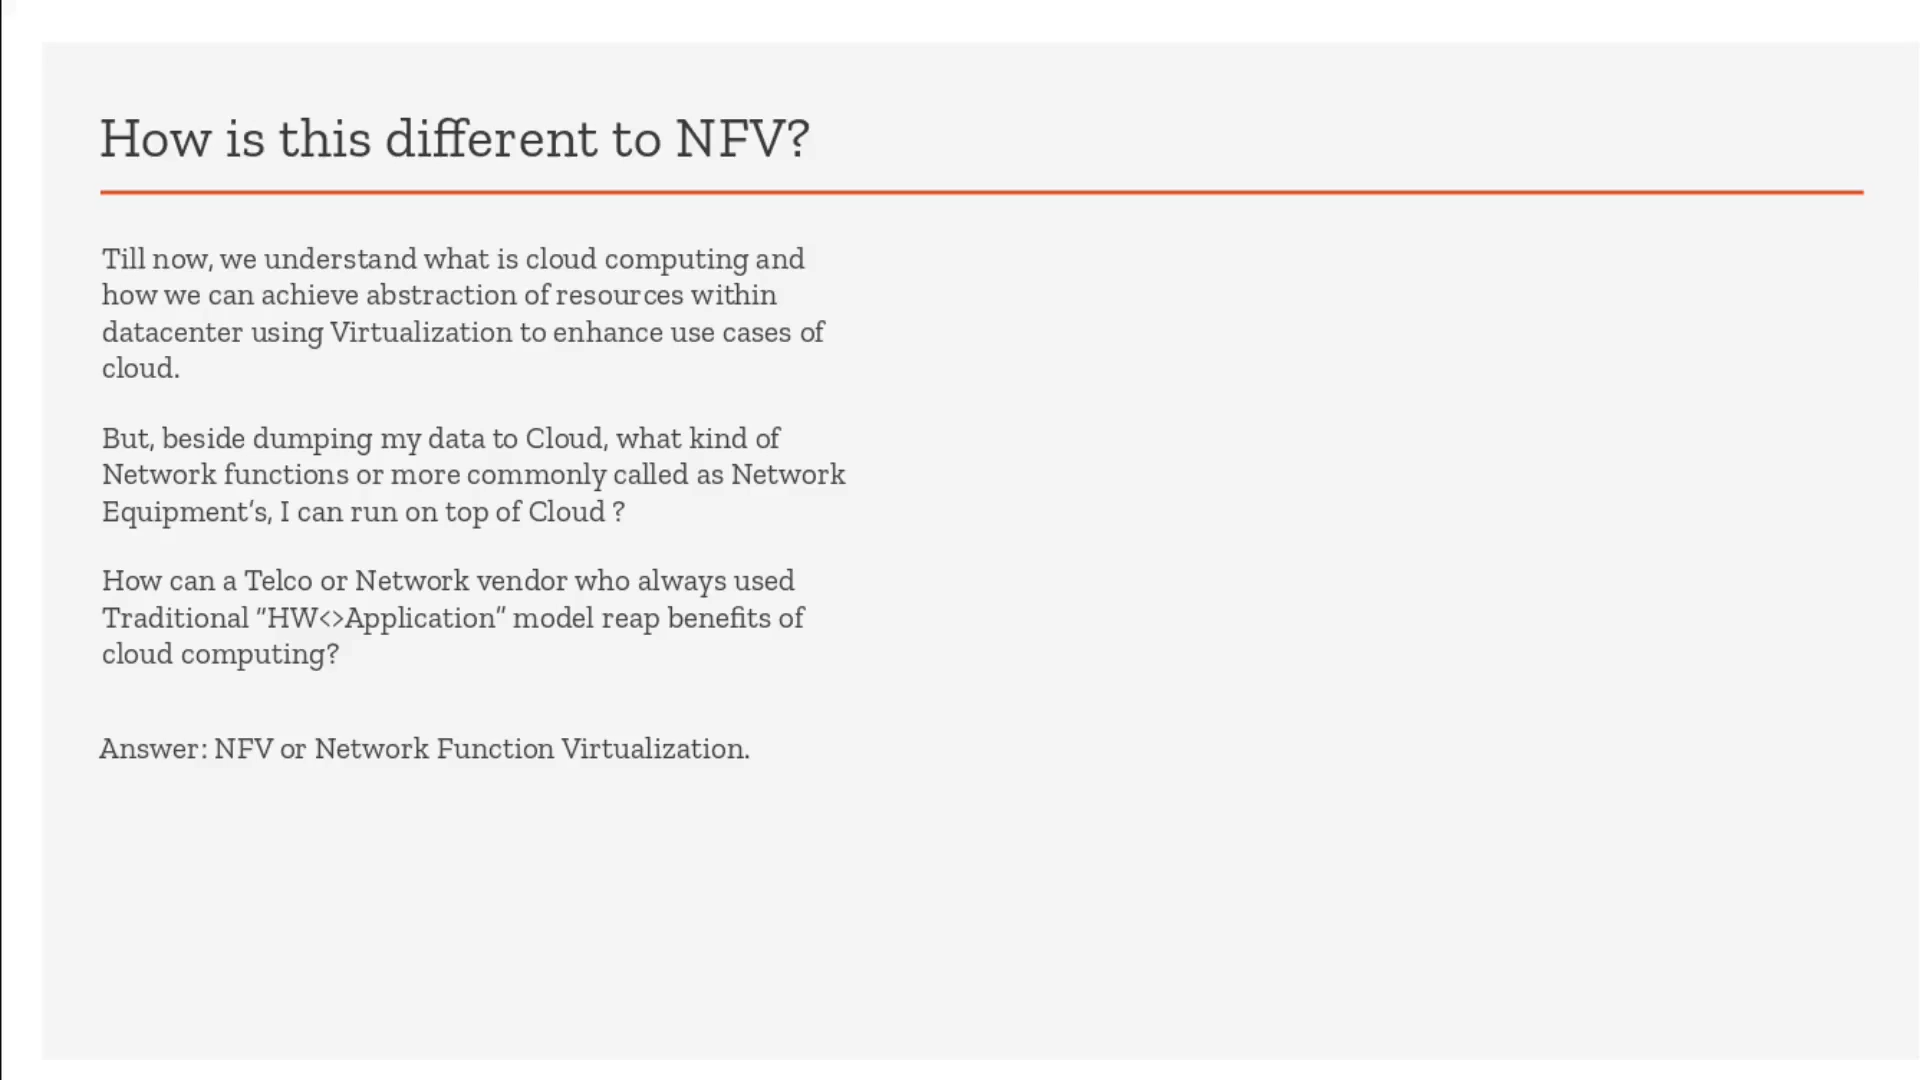 How is this different to NFV?
Till now, we understand what is cloud computing and
how we can achieve abstraction of resources within
datacenter using Virtualization to enhance use cases of
cloud.
But, beside dumping my data to Cloud, what kind of
Network functions or more commonly called as Network
Equipment’s, I can run on top of Cloud ?
How can a Telco or Network vendor who always used
Traditional “HW<>Application” model reap benefits of
cloud computing?
Answer: NFV or Network Function Virtualization.